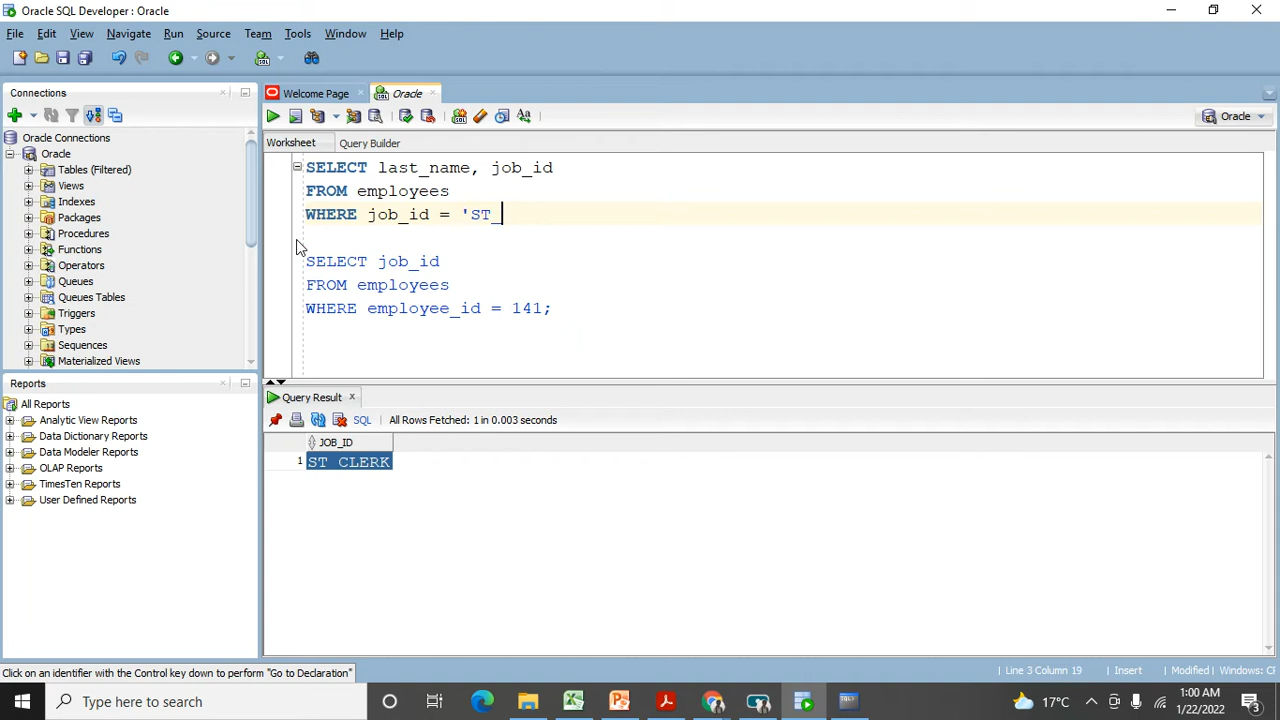 Oracle SQL Developer : Oracle
File Edit View Navigate Run Source Team Tools Window Help
Connections
Welcome Page
Oracle
Oracle
Worksheet
Query Builder
Oracle Connections
Oracle
Tables (Filtered)
Views
Indexes
Packages
Procedures
Functions
Operators
Queues
Queues Tables
Triggers
Types
Sequences
Materialized Views
SELECT last_name, job_id
FROM employees
WHERE job_id = 'ST_
SELECT job_id
FROM employees
WHERE employee_id = 141;
Reports
All Reports
Analytic View Reports
Data Dictionary Reports
Data Modeler Reports
OLAP Reports
TimesTen Reports
User Defined Reports
Query Result
SQL
All Rows Fetched: 1 in 0.003 seconds
JOB_ID
1 ST_CLERK
Click on an identifier with the Control key down to perform "Go to Declaration"
Line 3 Column 19
Insert
Modified
Windows: CF
Type here to search
17°C
1:00 AM
1/22/2022
3